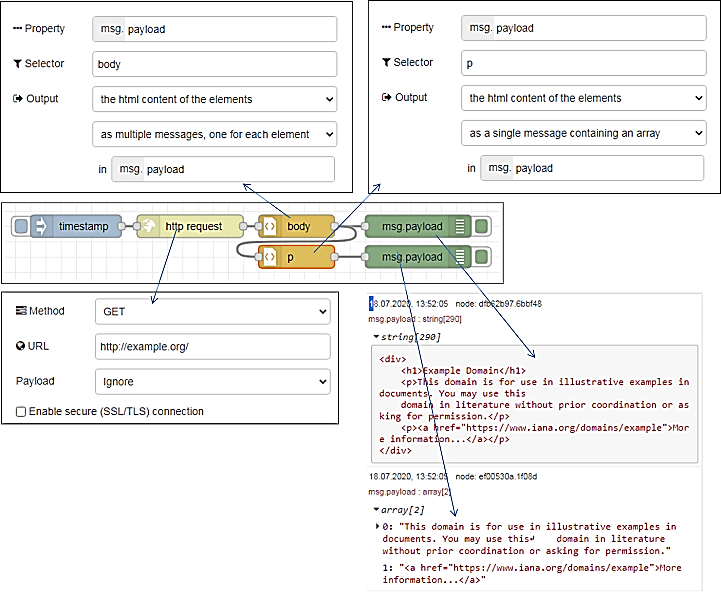 Property
msg. payload
Selector
body
Output
the html content of the elements
as multiple messages, one for each element
in msg. payload
Property
msg. payload
Selector
p
Output
the html content of the elements
as a single message containing an array
in msg. payload
timestamp
http request
body
msg.payload
p
msg.payload
Method
GET
URL
http://example.org/
Payload
Ignore
Enable secure (SSL/TLS) connection
18.07.2020, 13:52:05 node: dfb62b97.6bbf48
msg.payload : string[290]
string[290]
<div>
<h1>Example Domain</h1>
<p>This domain is for use in illustrative examples in
documents. You may use this
domain in literature without prior coordination or as
king for permission.</p>
<p><a href="https://www.iana.org/domains/example">Mor
e information...</a></p>
</div>
18.07.2020, 13:52:05 node: ef00530a.1f08d
msg.payload : array[2]
array[2]
0: "This domain is for use in illustrative examples in
documents. You may use this↲ domain in literature
without prior coordination or asking for permission."
1: "<a href="https://www.iana.org/domains/example">More
information...</a>"